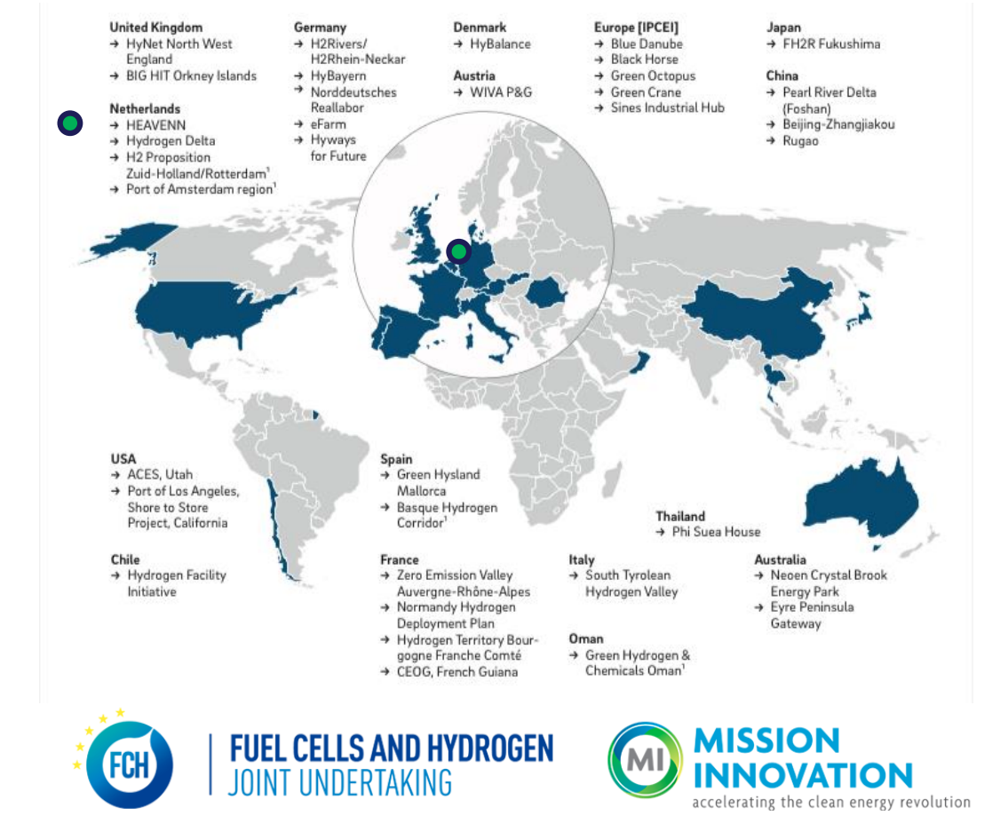 United Kingdom
→ HyNet North West
England
→ BIG HIT Orkney Islands
Netherlands
→ HEAVENN
→ Hydrogen Delta
→ H2 Proposition
Zuid-Holland/Rotterdam¹
→ Port of Amsterdam region¹
Germany
→ H2Rivers/
H2Rhein-Neckar
→ HyBayern
→ Norddeutsches
Reallabor
→ eFarm
→ Hyways
for Future
Denmark
→ HyBalance
Austria
→ WIVA P&G
Europe [IPCEI]
→ Blue Danube
→ Black Horse
→ Green Octopus
→ Green Crane
→ Sines Industrial Hub
Japan
→ FH2R Fukushima
China
→ Pearl River Delta
(Foshan)
→ Beijing-Zhangjiakou
→ Rugao
USA
→ ACES, Utah
→ Port of Los Angeles,
Shore to Store
Project, California
Chile
→ Hydrogen Facility
Initiative
Spain
→ Green Hysland
Mallorca
→ Basque Hydrogen
Corridor¹
France
→ Zero Emission Valley
Auvergne-Rhône-Alpes
→ Normandy Hydrogen
Deployment Plan
→ Hydrogen Territory Bour-
gogne Franche Comté
→ CEOG, French Guiana
Italy
→ South Tyrolean
Hydrogen Valley
Oman
→ Green Hydrogen &
Chemicals Oman¹
Thailand
→ Phi Suea House
Australia
→ Neoen Crystal Brook
Energy Park
→ Eyre Peninsula
Gateway
FCH
FUEL CELLS AND HYDROGEN
JOINT UNDERTAKING
MI
MISSION
INNOVATION
accelerating the clean energy revolution